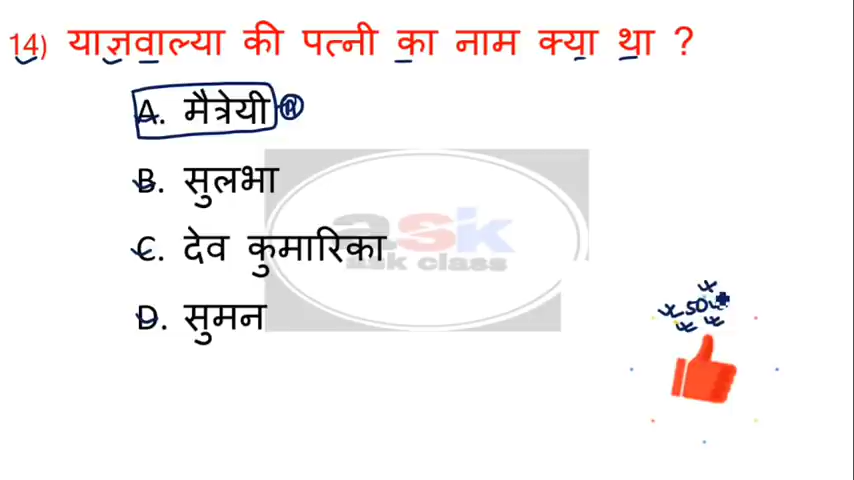 14) याज्ञवाल्या की पत्नी का नाम क्या था ?
A. मैत्रेयी A
B. सुलभा
ask
C. देव कुमारिका
ask class
D. सुमन